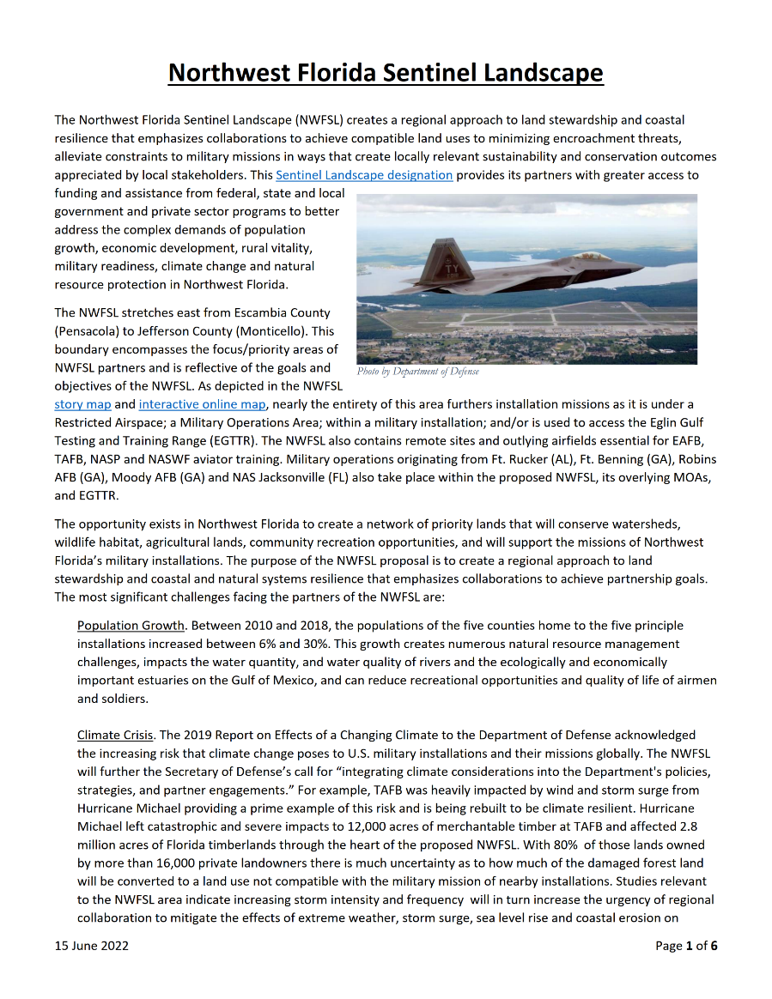 Northwest Florida Sentinel Landscape
The Northwest Florida Sentinel Landscape (NWFSL) creates a regional approach to land stewardship and coastal
resilience that emphasizes collaborations to achieve compatible land uses to minimizing encroachment threats,
alleviate constraints to military missions in ways that create locally relevant sustainability and conservation outcomes
appreciated by local stakeholders. This Sentinel Landscape designation provides its partners with greater access to
funding and assistance from federal, state and local
government and private sector programs to better
address the complex demands of population
growth, economic development, rural vitality,
military readiness, climate change and natural
resource protection in Northwest Florida.
TY
Photo by Department of Defense
The NWFSL stretches east from Escambia County
(Pensacola) to Jefferson County (Monticello). This
boundary encompasses the focus/priority areas of
NWFSL partners and is reflective of the goals and
objectives of the NWFSL. As depicted in the NWFSL
story map and interactive online map, nearly the entirety of this area furthers installation missions as it is under a
Restricted Airspace; a Military Operations Area; within a military installation; and/or is used to access the Eglin Gulf
Testing and Training Range (EGTTR). The NWFSL also contains remote sites and outlying airfields essential for EAFB,
TAFB, NASP and NASWF aviator training. Military operations originating from Ft. Rucker (AL), Ft. Benning (GA), Robins
AFB (GA), Moody AFB (GA) and NAS Jacksonville (FL) also take place within the proposed NWFSL, its overlying MOAs,
and EGTTR.
The opportunity exists in Northwest Florida to create a network of priority lands that will conserve watersheds,
wildlife habitat, agricultural lands, community recreation opportunities, and will support the missions of Northwest
Florida's military installations. The purpose of the NWFSL proposal is to create a regional approach to land
stewardship and coastal and natural systems resilience that emphasizes collaborations to achieve partnership goals.
The most significant challenges facing the partners of the NWFSL are:
Population Growth. Between 2010 and 2018, the populations of the five counties home to the five principle
installations increased between 6% and 30%. This growth creates numerous natural resource management
challenges, impacts the water quantity, and water quality of rivers and the ecologically and economically
important estuaries on the Gulf of Mexico, and can reduce recreational opportunities and quality of life of airmen
and soldiers.
Climate Crisis. The 2019 Report on Effects of a Changing Climate to the Department of Defense acknowledged
the increasing risk that climate change poses to U.S. military installations and their missions globally. The NWFSL
will further the Secretary of Defense's call for "integrating climate considerations into the Department's policies,
strategies, and partner engagements." For example, TAFB was heavily impacted by wind and storm surge from
Hurricane Michael providing a prime example of this risk and is being rebuilt to be climate resilient. Hurricane
Michael left catastrophic and severe impacts to 12,000 acres of merchantable timber at TAFB and affected 2.8
million acres of Florida timberlands through the heart of the proposed NWFSL. With 80% of those lands owned
by more than 16,000 private landowners there is much uncertainty as to how much of the damaged forest land
will be converted to a land use not compatible with the military mission of nearby installations. Studies relevant
to the NWFSL area indicate increasing storm intensity and frequency will in turn increase the urgency of regional
collaboration to mitigate the effects of extreme weather, storm surge, sea level rise and coastal erosion on
15 June 2022
Page 1 of 6